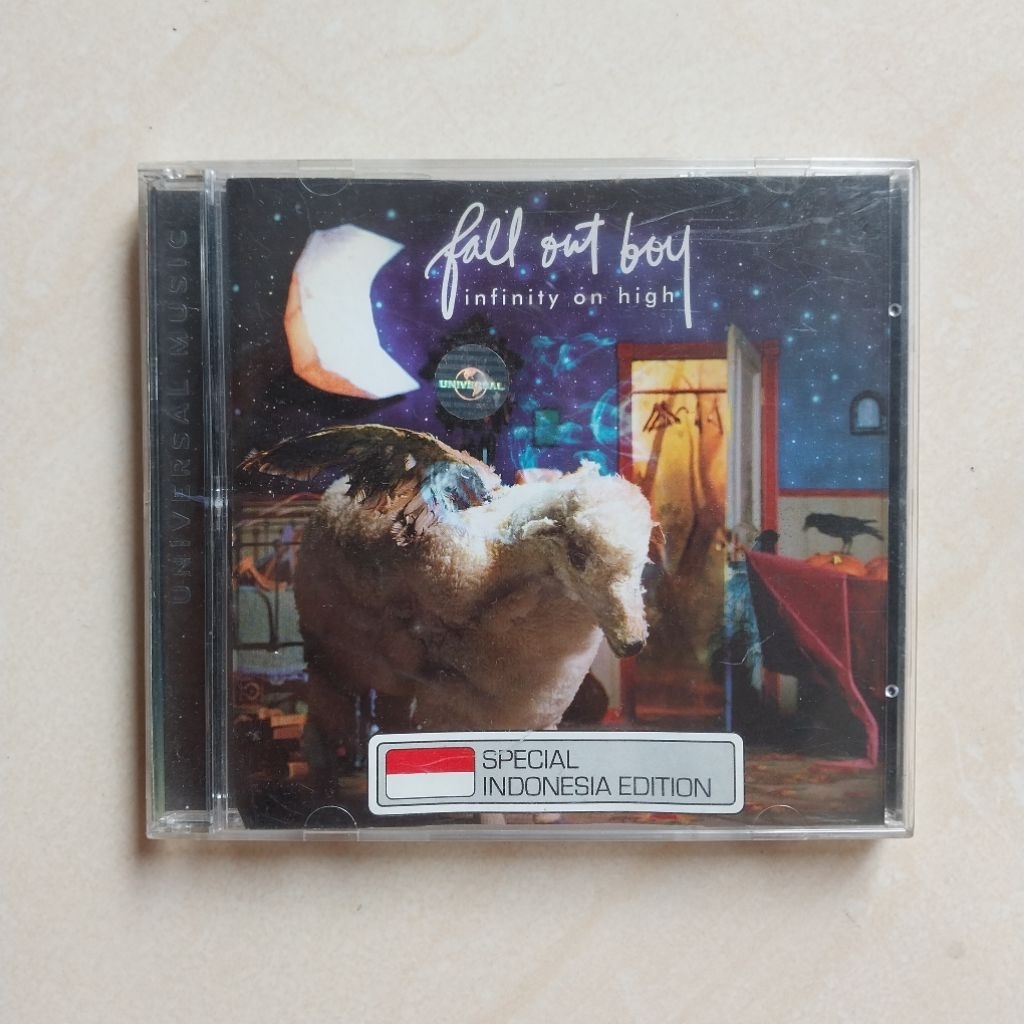 fall out boy
infinity on high
UNIVERSAL
UNIVERSAL MUSIC
SPECIAL
INDONESIA EDITION